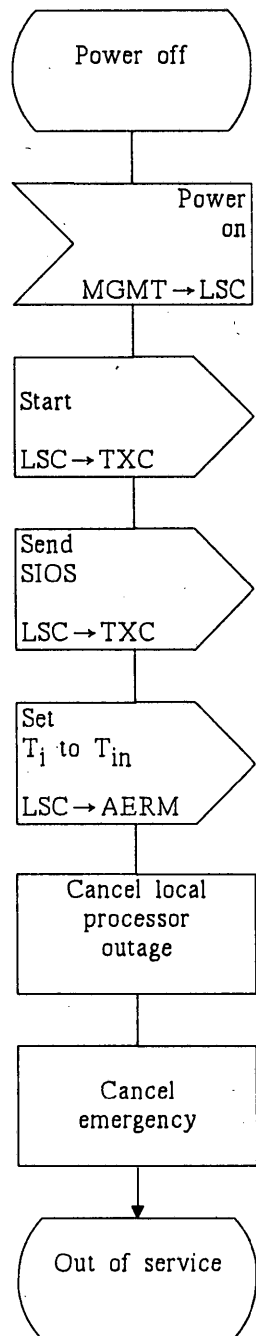 Power off
Power
on
MGMT → LSC
Start
LSC → TXC
Send
SIOS
LSC → TXC
Set
Tᵢ to Tᵢₙ
LSC → AERM
Cancel local
processor
outage
Cancel
emergency
Out of service